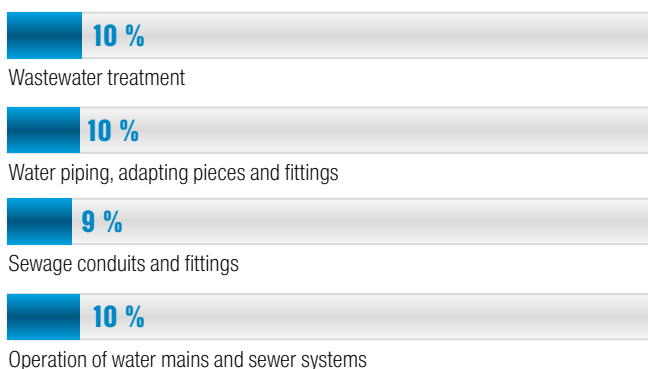 10 %
Wastewater treatment
10 %
Water piping, adapting pieces and fittings
9 %
Sewage conduits and fittings
10 %
Operation of water mains and sewer systems